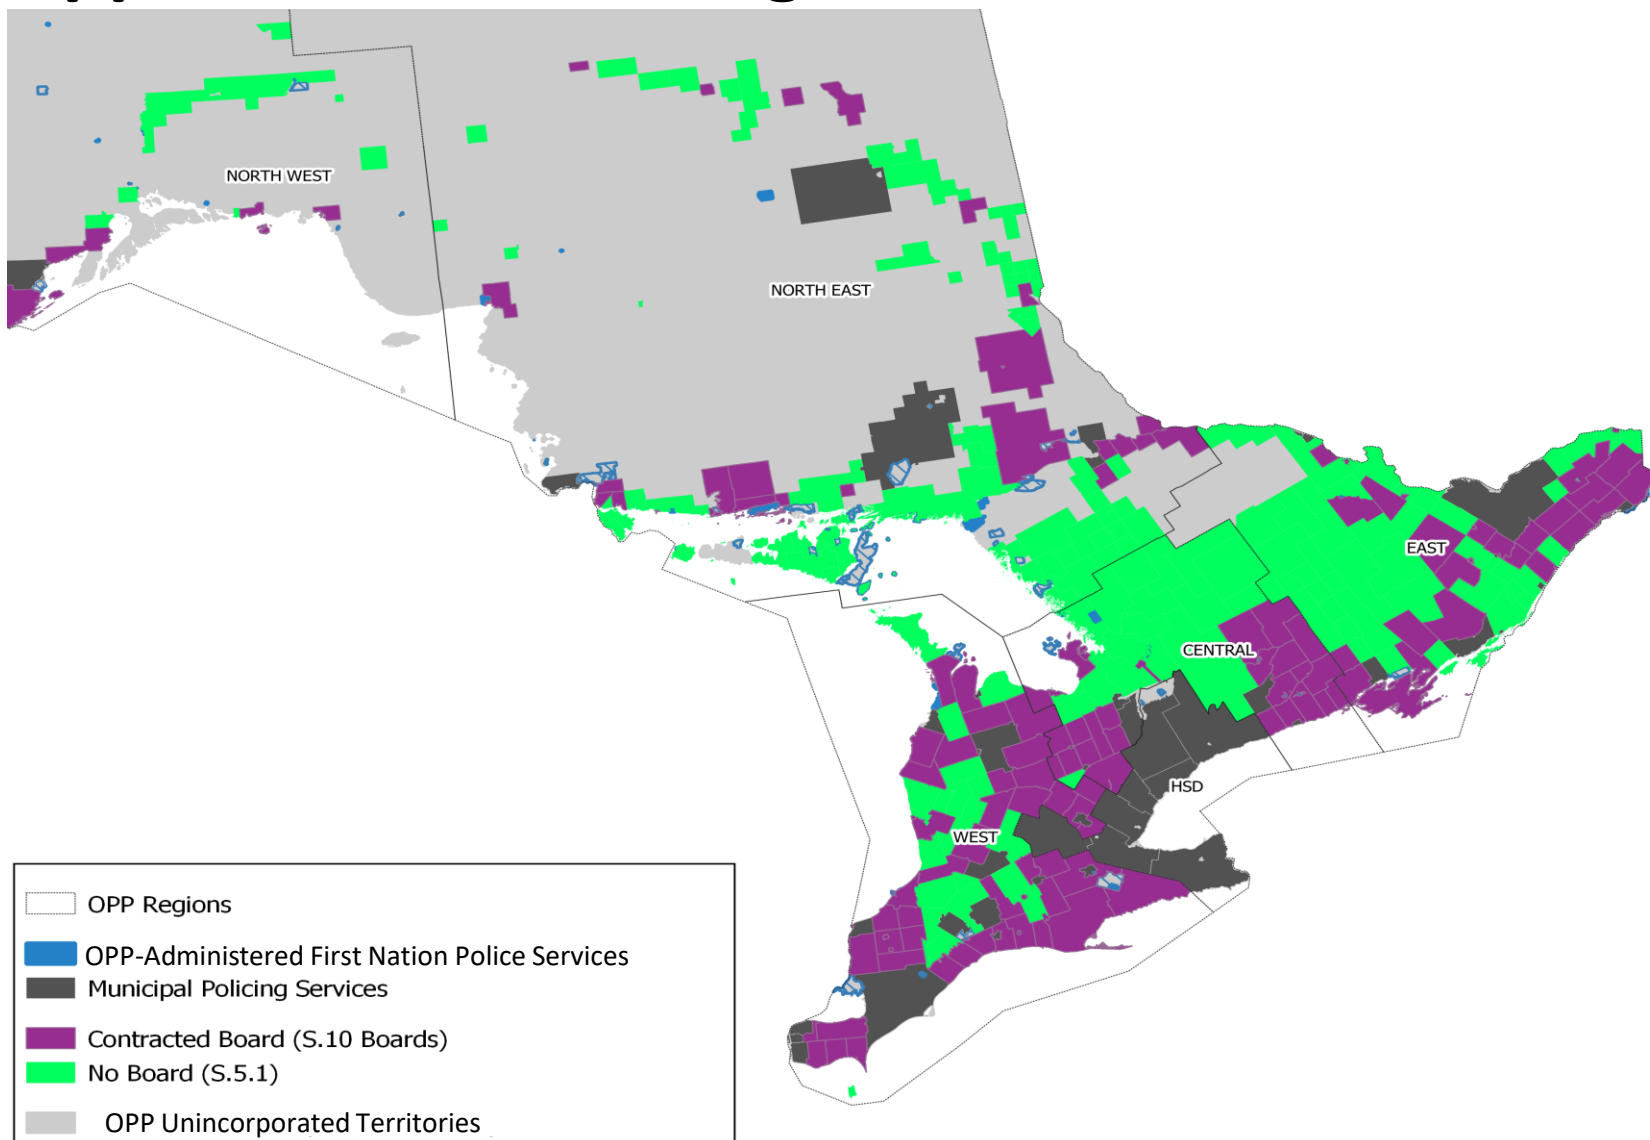 NORTH WEST
NORTH EAST
EAST
CENTRAL
HSD
WEST
OPP Regions
OPP-Administered First Nation Police Services
Municipal Policing Services
Contracted Board (S.10 Boards)
No Board (S.5.1)
OPP Unincorporated Territories